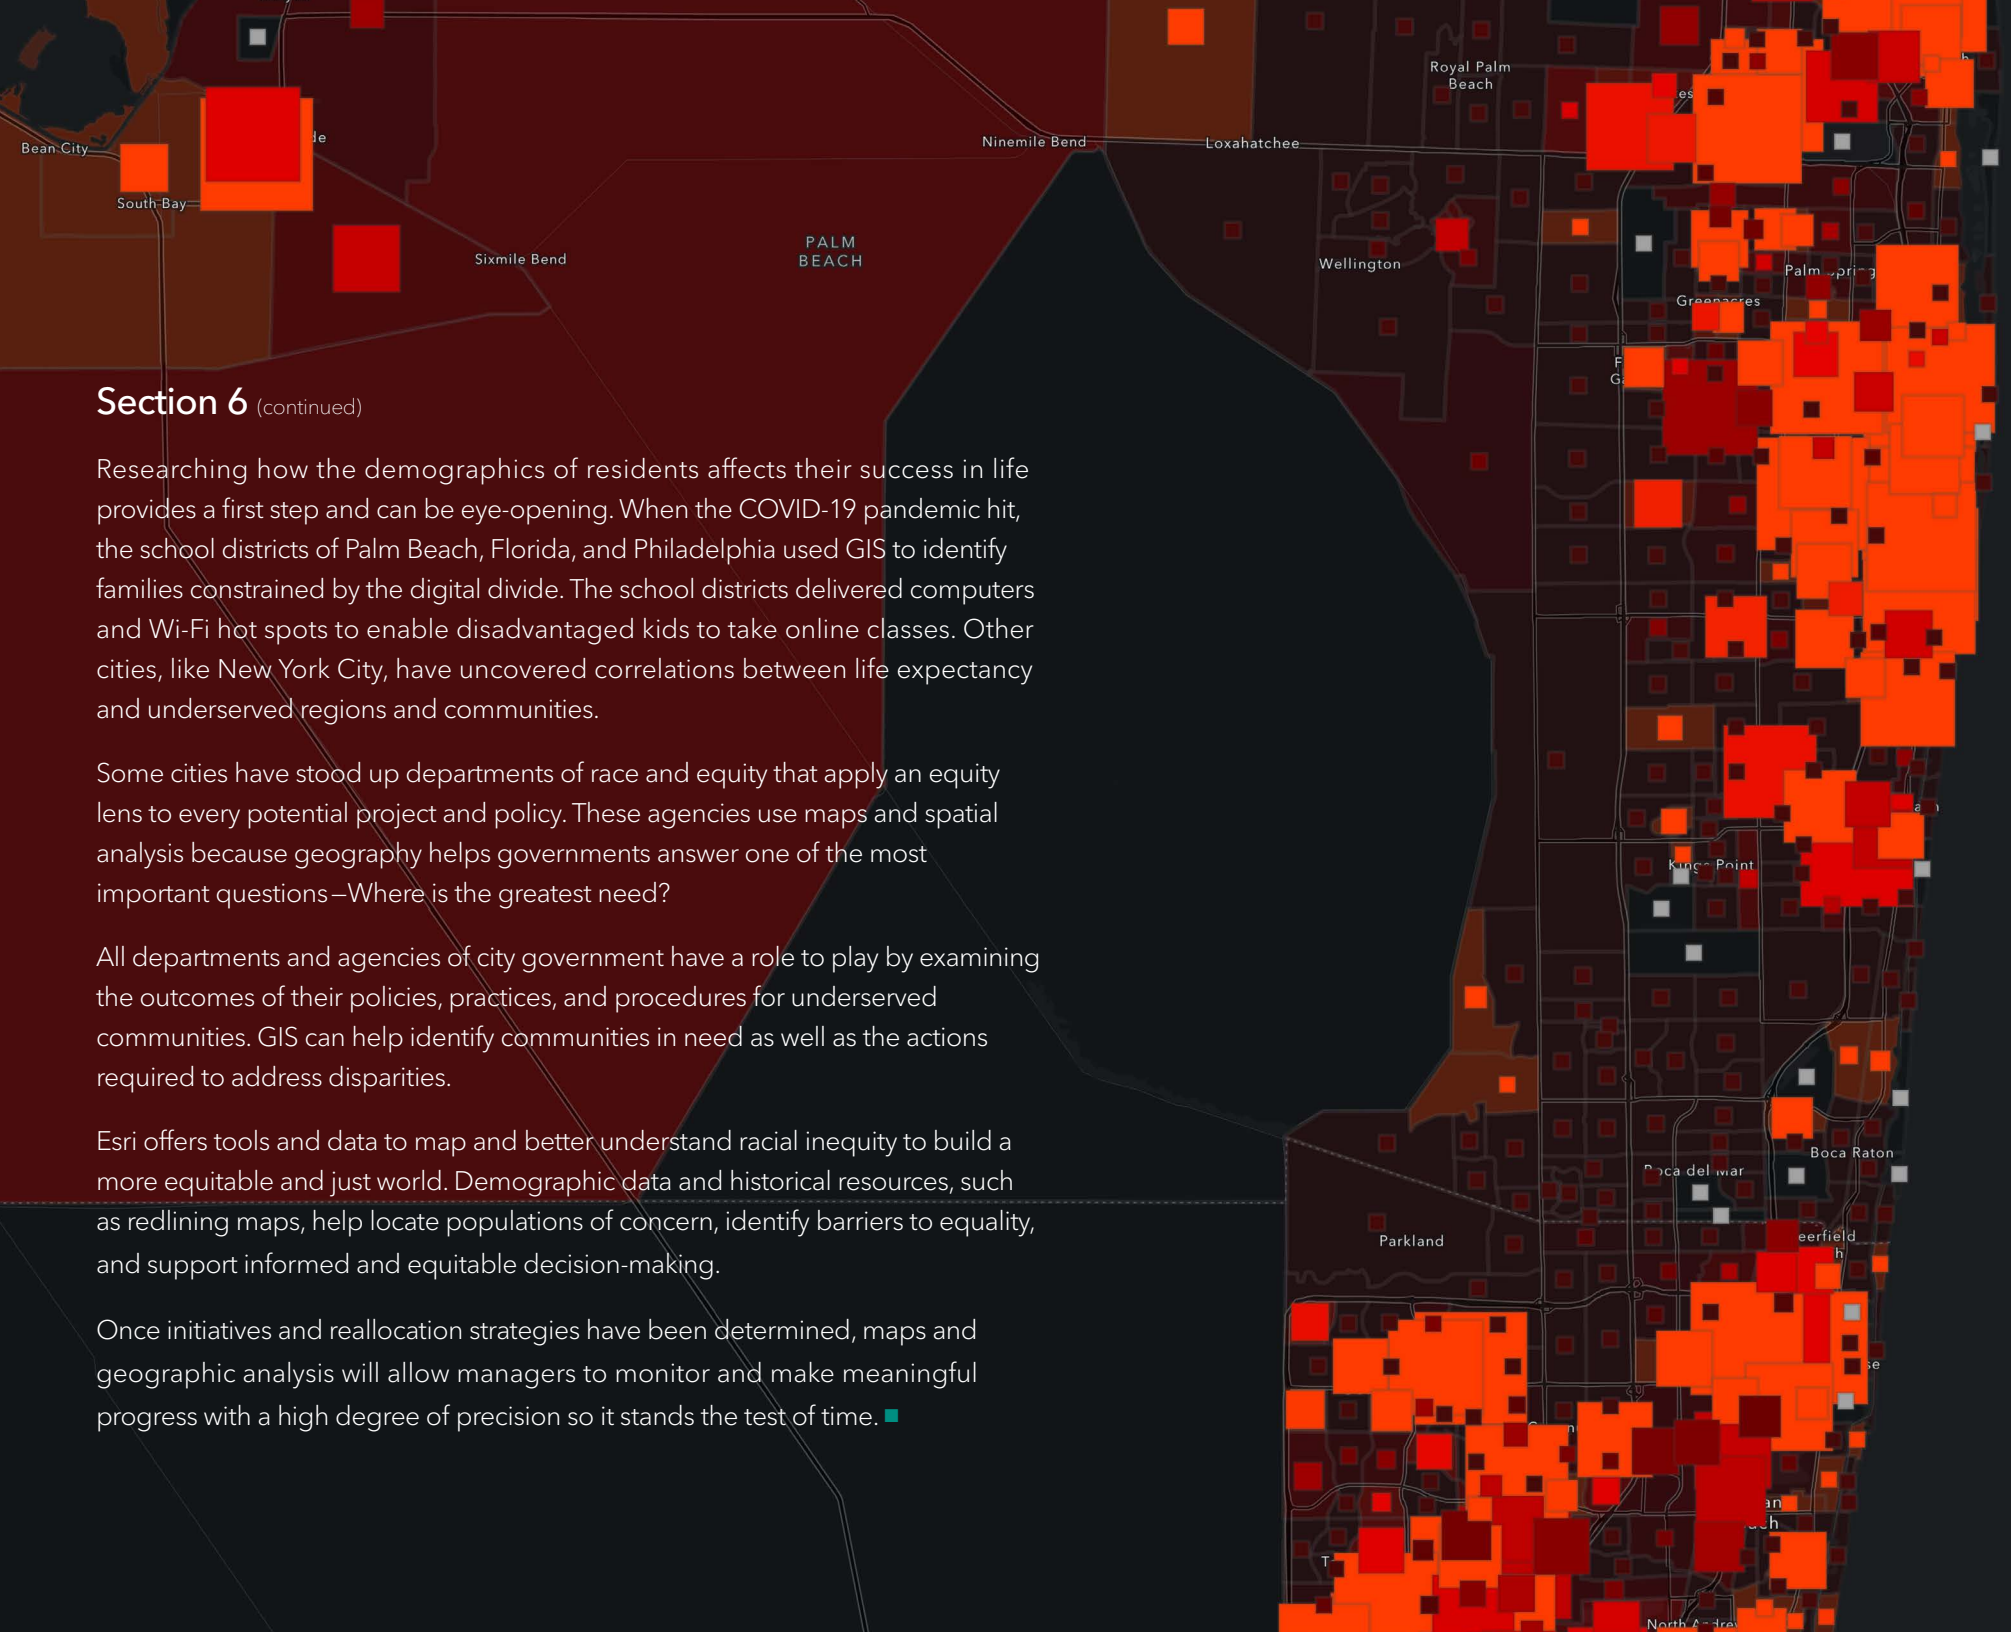 Royal Palm
Beach
Bean City
Ninemile Bend
Loxahatchee
South Bay
PALM
BEACH
Sixmile Bend
Wellington
Greenacres
Section 6 (continued)
Researching how the demographics of residents affects their success in life
provides a first step and can be eye-opening. When the COVID-19 pandemic hit,
the school districts of Palm Beach, Florida, and Philadelphia used GIS to identify
families constrained by the digital divide. The school districts delivered computers
and Wi-Fi hot spots to enable disadvantaged kids to take online classes. Other
cities, like New York City, have uncovered correlations between life expectancy
and underserved regions and communities.
Some cities have stood up departments of race and equity that apply an equity
lens to every potential project and policy. These agencies use maps and spatial
analysis because geography helps governments answer one of the most
important questions—Where is the greatest need?
All departments and agencies of city government have a role to play by examining
the outcomes of their policies, practices, and procedures for underserved
communities. GIS can help identify communities in need as well as the actions
required to address disparities.
Esri offers tools and data to map and better understand racial inequity to build a
more equitable and just world. Demographic data and historical resources, such
as redlining maps, help locate populations of concern, identify barriers to equality,
and support informed and equitable decision-making.
Once initiatives and reallocation strategies have been determined, maps and
geographic analysis will allow managers to monitor and make meaningful
progress with a high degree of precision so it stands the test of time.
Kings Point
Boca Raton
Boca del Mar
Parkland
North